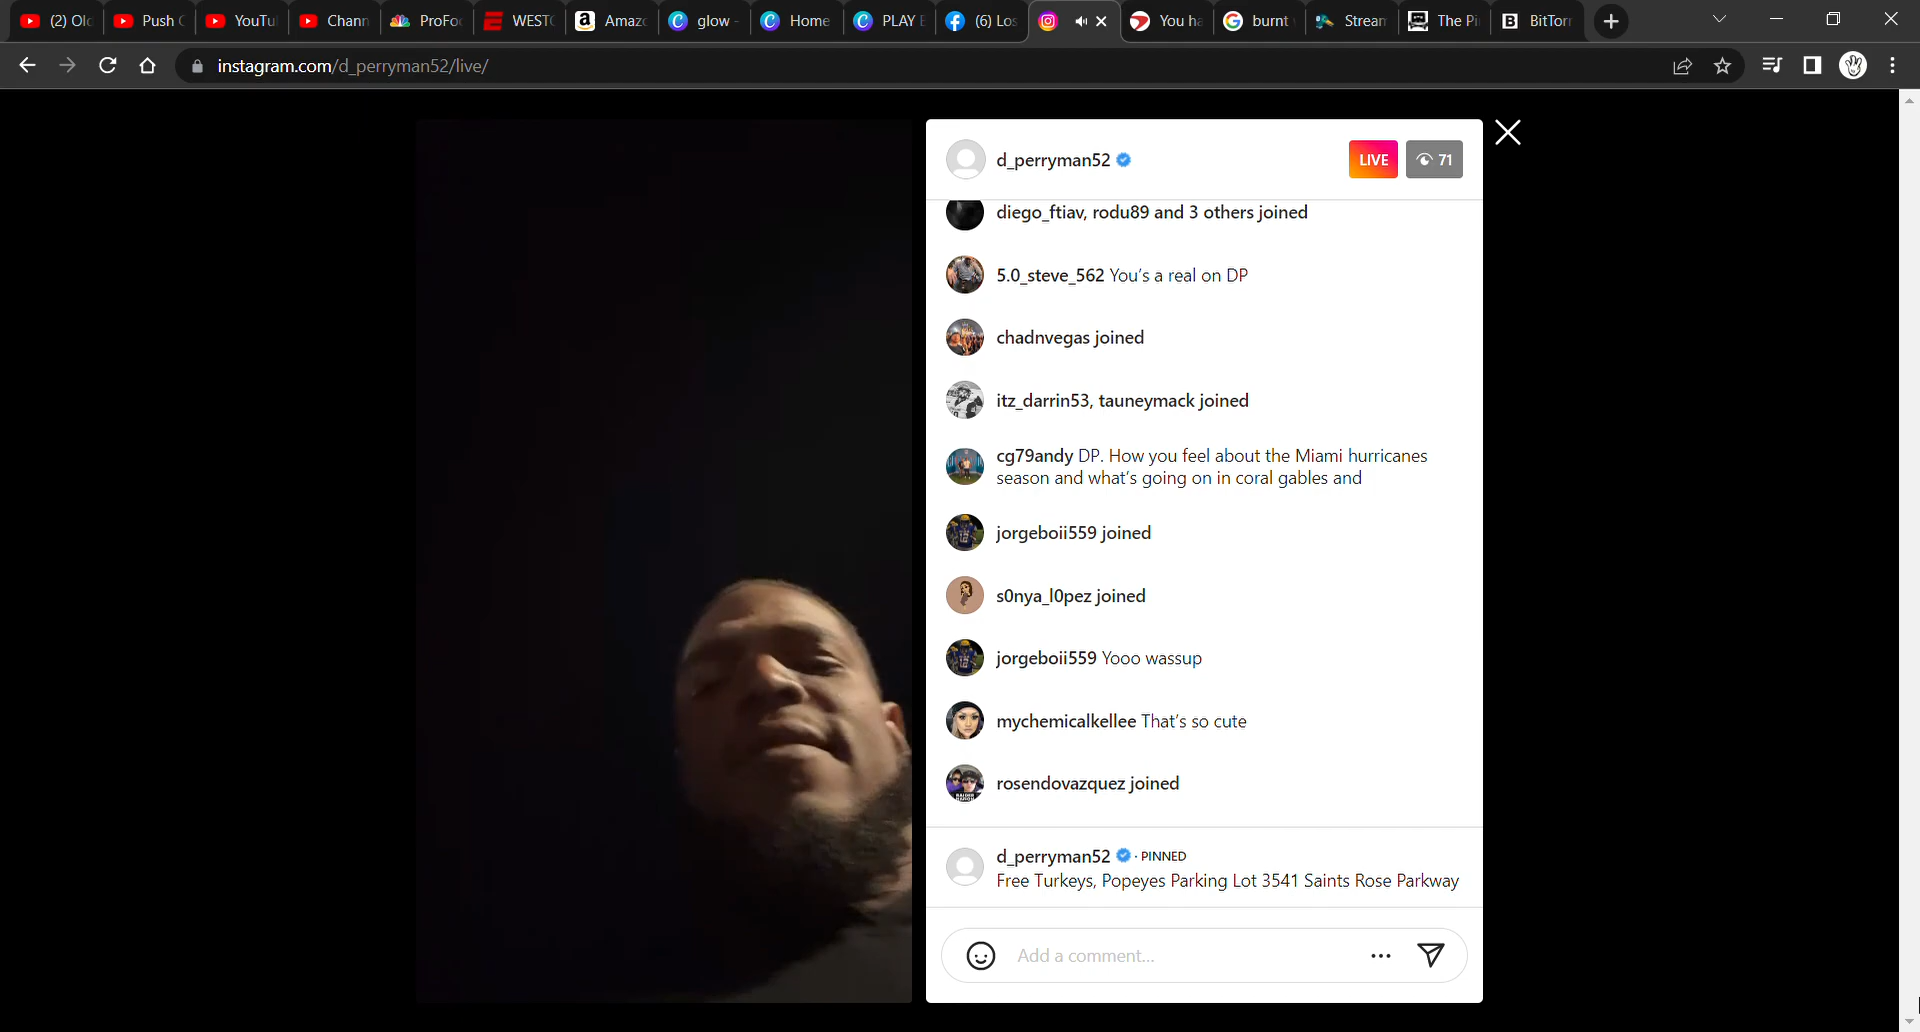 (2) Ol
Push
YouTu
Chann
ProFo
WEST
Amaz
glow
Home
PLAY
(6) Los
You ha
burnt
Stream
The Pi
BitTor
instagram.com/d_perryman52/live/
d_perryman52
LIVE
71
diego_ftiav, rodu89 and 3 others joined
5.0_steve_562 You's a real on DP
chadnvegas joined
itz_darrin53, tauneymack joined
cg79andy DP. How you feel about the Miami hurricanes
season and what's going on in coral gables and
jorgeboii559 joined
s0nya_l0pez joined
jorgeboii559 Yooo wassup
mychemicalkellee That's so cute
rosendovazquez joined
d_perryman52 · PINNED
Free Turkeys, Popeyes Parking Lot 3541 Saints Rose Parkway
Add a comment...